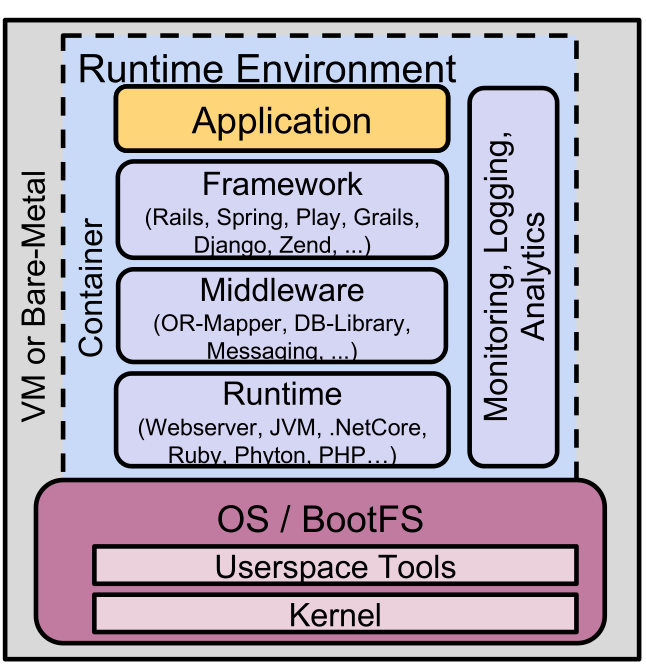 Runtime Environment
Application
Framework
(Rails, Spring, Play, Grails,
Django, Zend, ...)
Middleware
(OR-Mapper, DB-Library,
Messaging, ...)
Runtime
(Webserver, JVM, .NetCore,
Ruby, Phyton, PHP…)
Monitoring, Logging,
Analytics
Container
VM or Bare-Metal
OS / BootFS
Userspace Tools
Kernel